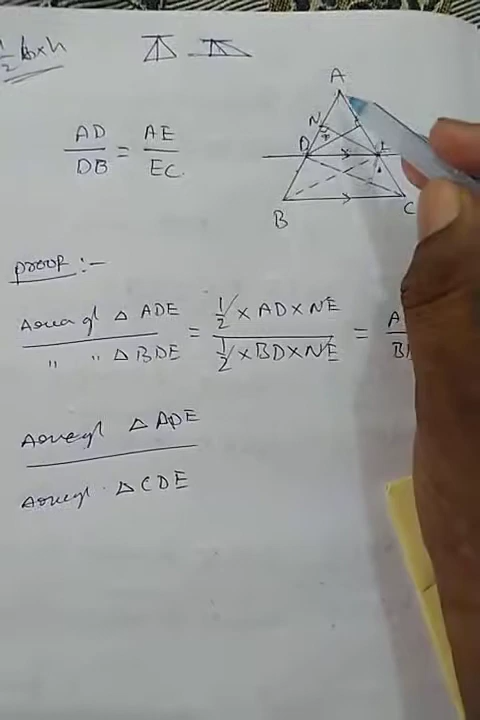 1/2 b×h
A
N
D E
B C
AD/DB = AE/EC.
proof :-
Area of △ ADE / " " △ BDE = 1/2 × AD × NE / 1/2 × BD × NE = A
Area of △ ADE / Area of △ CDE